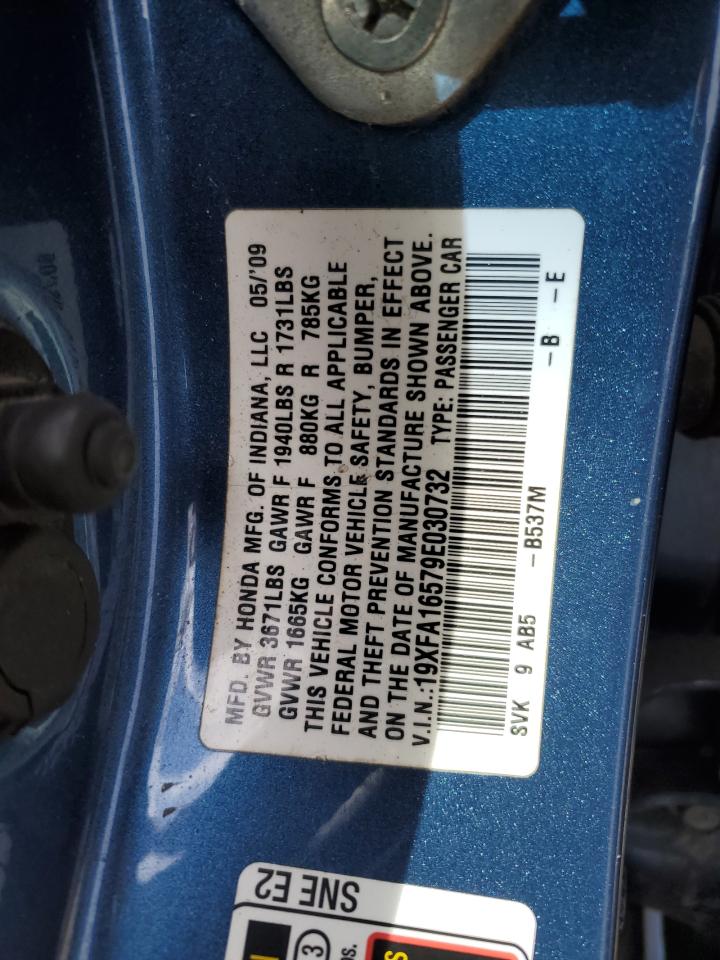 MFD. BY HONDA MFG. OF INDIANA, LLC 05/'09
GVWR 3671LBS GAWR F 1940LBS R 1731LBS
GVWR 1665KG GAWR F 880KG R 785KG
THIS VEHICLE CONFORMS TO ALL APPLICABLE
FEDERAL MOTOR VEHICLE SAFETY, BUMPER,
AND THEFT PREVENTION STANDARDS IN EFFECT
ON THE DATE OF MANUFACTURE SHOWN ABOVE.
V.I.N.:19XFA16579E030732 TYPE: PASSENGER CAR
SVK 9 AB5 -B537M -B -E
SNE E2
3